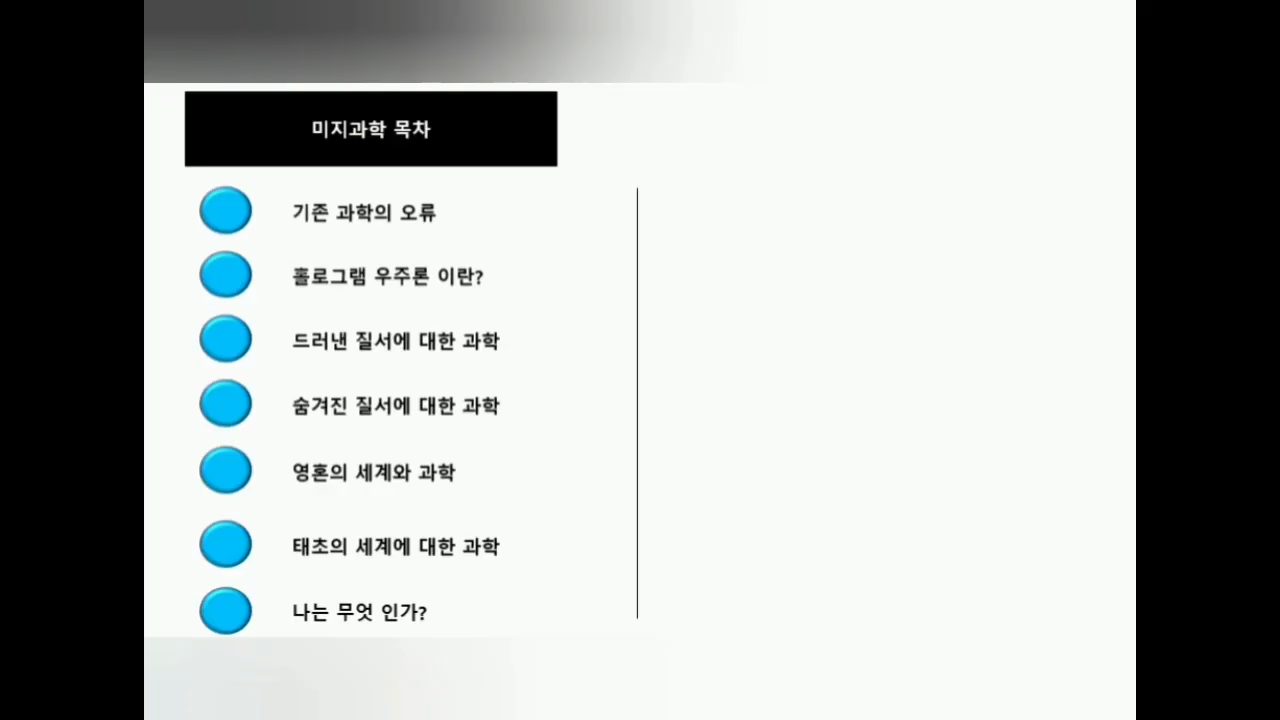 미지과학 목차
기존 과학의 오류
홀로그램 우주론 이란?
드러낸 질서에 대한 과학
숨겨진 질서에 대한 과학
영혼의 세계와 과학
태초의 세계에 대한 과학
나는 무엇 인가?